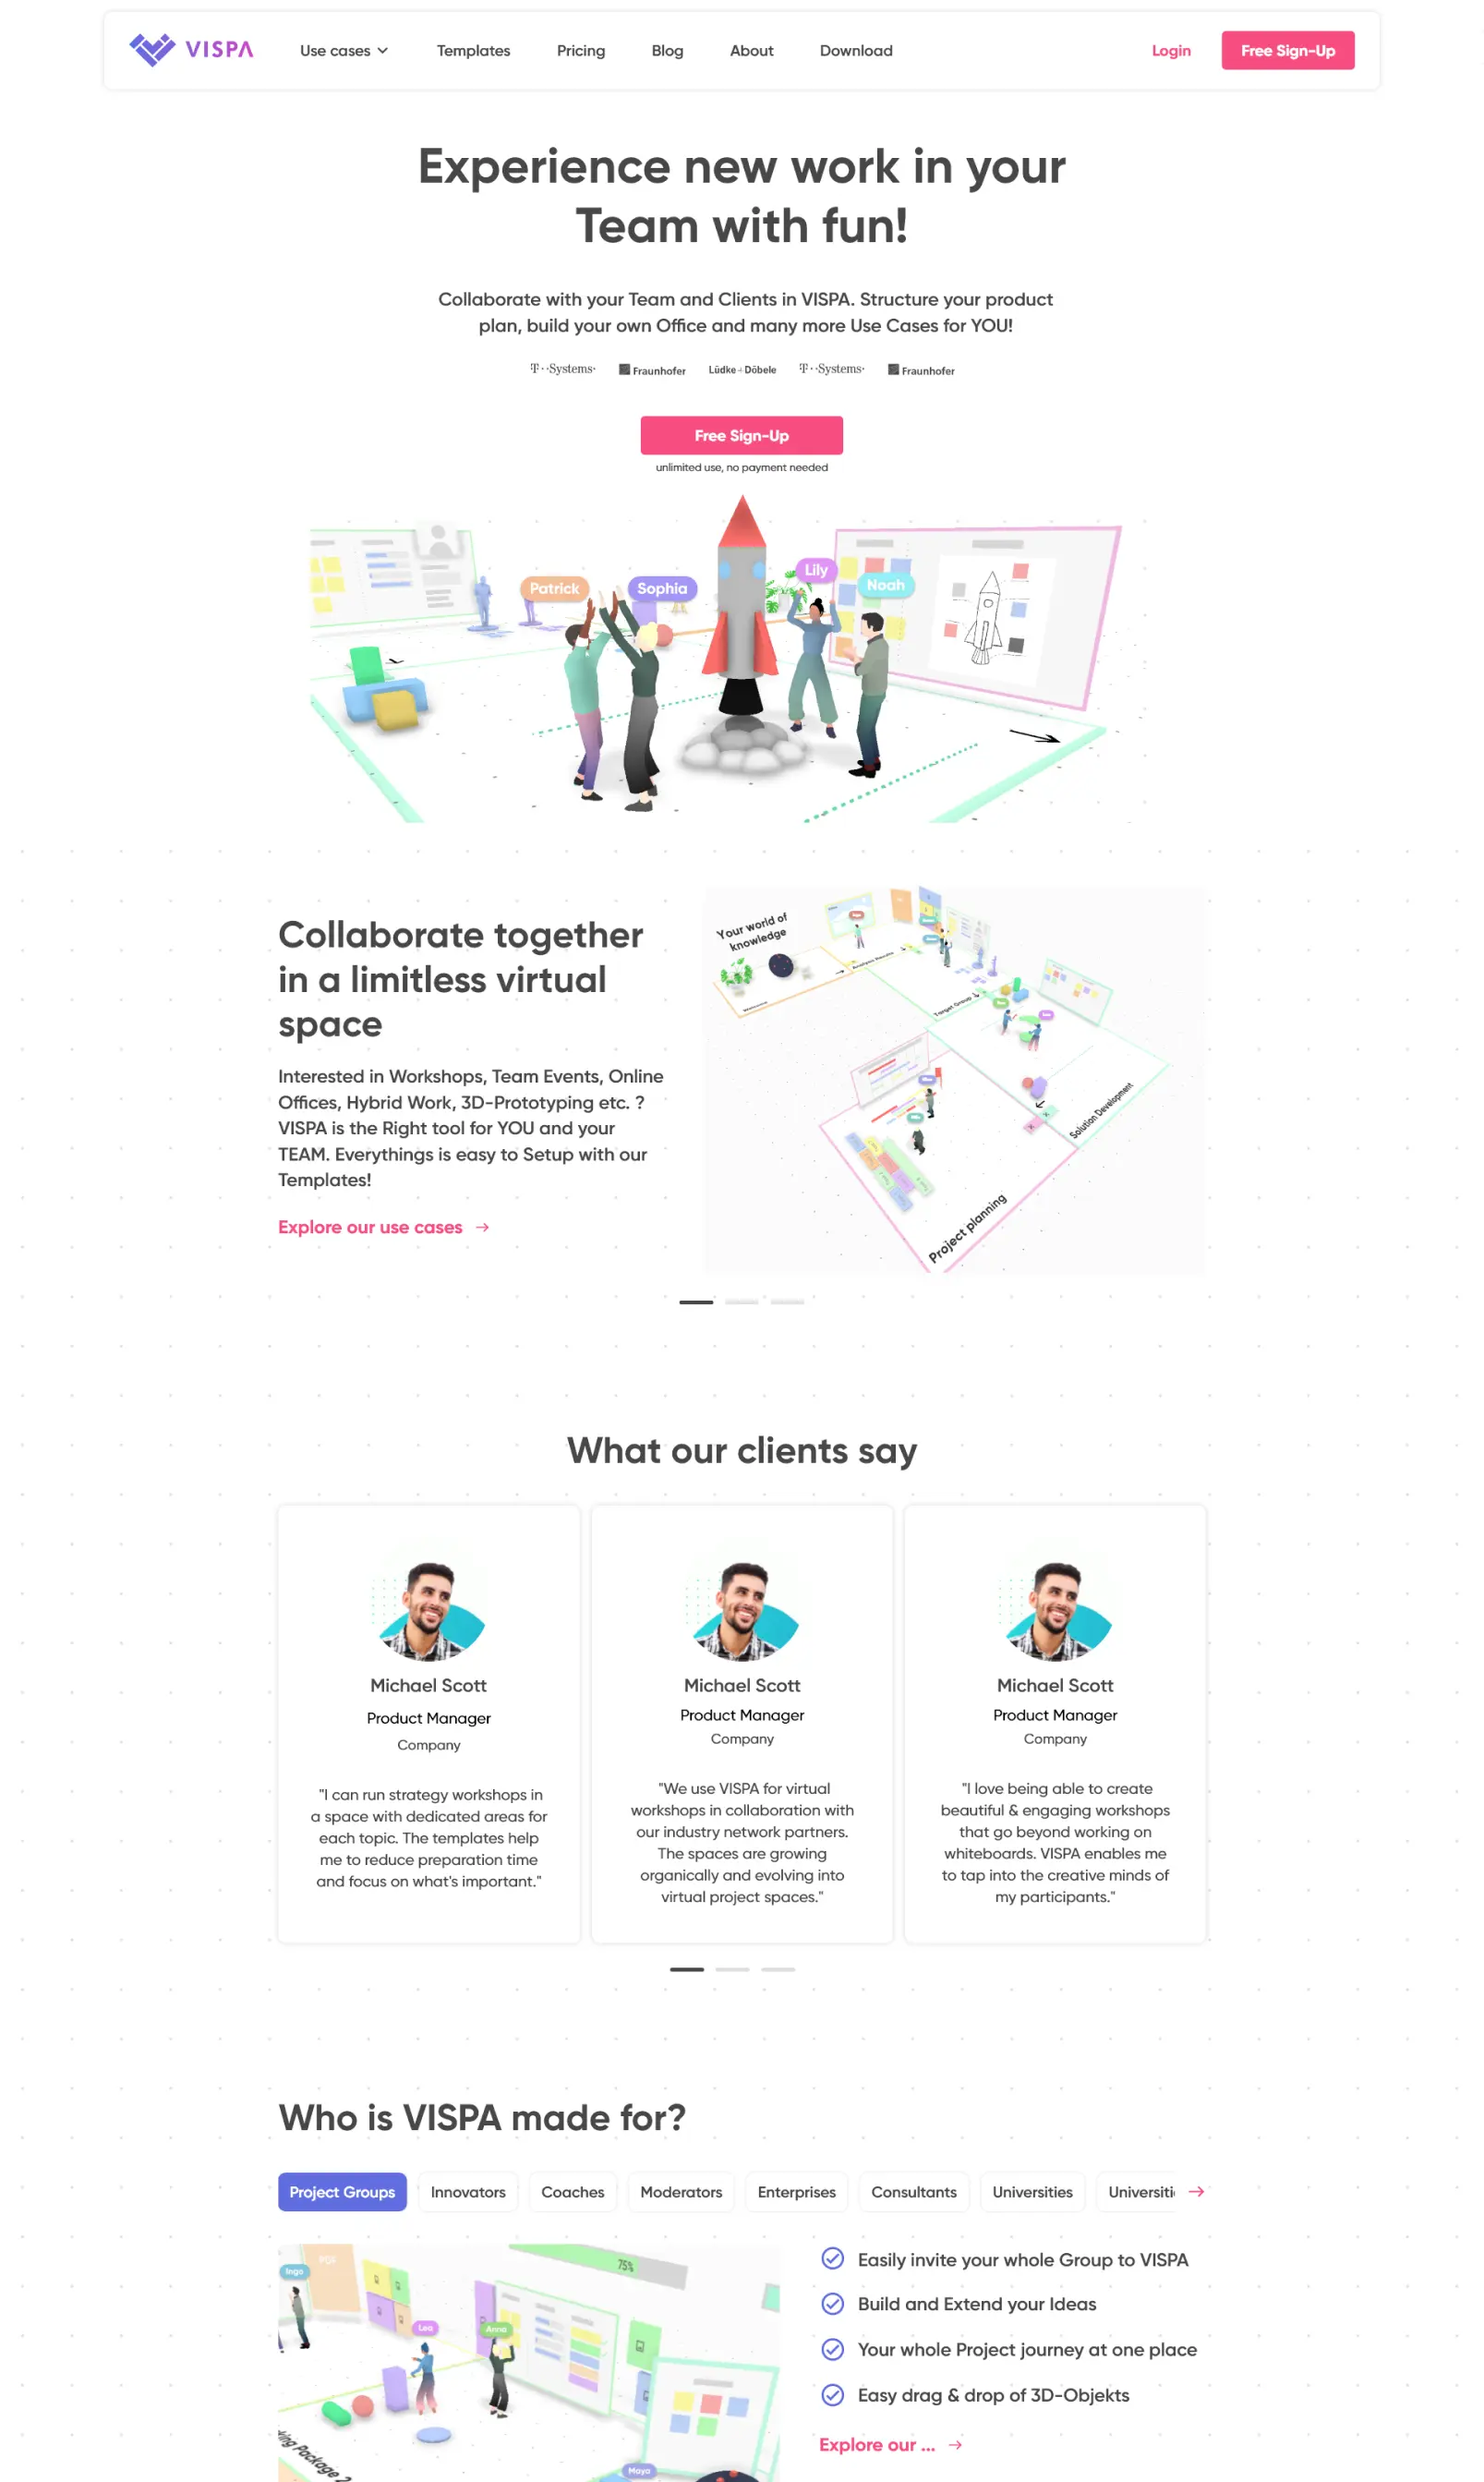 VISPA
Use cases
Templates
Pricing
Blog
About
Download
Login
Free Sign-Up
Experience new work in your
Team with fun!
Collaborate with your Team and Clients in VISPA. Structure your product
plan, build your own Office and many more Use Cases for YOU!
T · · Systems ·
Fraunhofer
Lüdke + Döbele
T · · Systems ·
Fraunhofer
Free Sign-Up
unlimited use, no payment needed
Patrick
Sophia
Lily
Noah
Collaborate together
in a limitless virtual
space
Interested in Workshops, Team Events, Online
Offices, Hybrid Work, 3D-Prototyping etc. ?
VISPA is the Right tool for YOU and your
TEAM. Everythings is easy to Setup with our
Templates!
Explore our use cases
Your world of
knowledge
Target Group
Solution Development
Project planning
What our clients say
Michael Scott
Product Manager
Company
"I can run strategy workshops in
a space with dedicated areas for
each topic. The templates help
me to reduce preparation time
and focus on what's important."
Michael Scott
Product Manager
Company
"We use VISPA for virtual
workshops in collaboration with
our industry network partners.
The spaces are growing
organically and evolving into
virtual project spaces."
Michael Scott
Product Manager
Company
"I love being able to create
beautiful & engaging workshops
that go beyond working on
whiteboards. VISPA enables me
to tap into the creative minds of
my participants."
Who is VISPA made for?
Project Groups
Innovators
Coaches
Moderators
Enterprises
Consultants
Universities
Universiti
PDF
75%
Ingo
Lea
Anna
king Package 2
Maya
Easily invite your whole Group to VISPA
Build and Extend your Ideas
Your whole Project journey at one place
Easy drag & drop of 3D-Objekts
Explore our ...